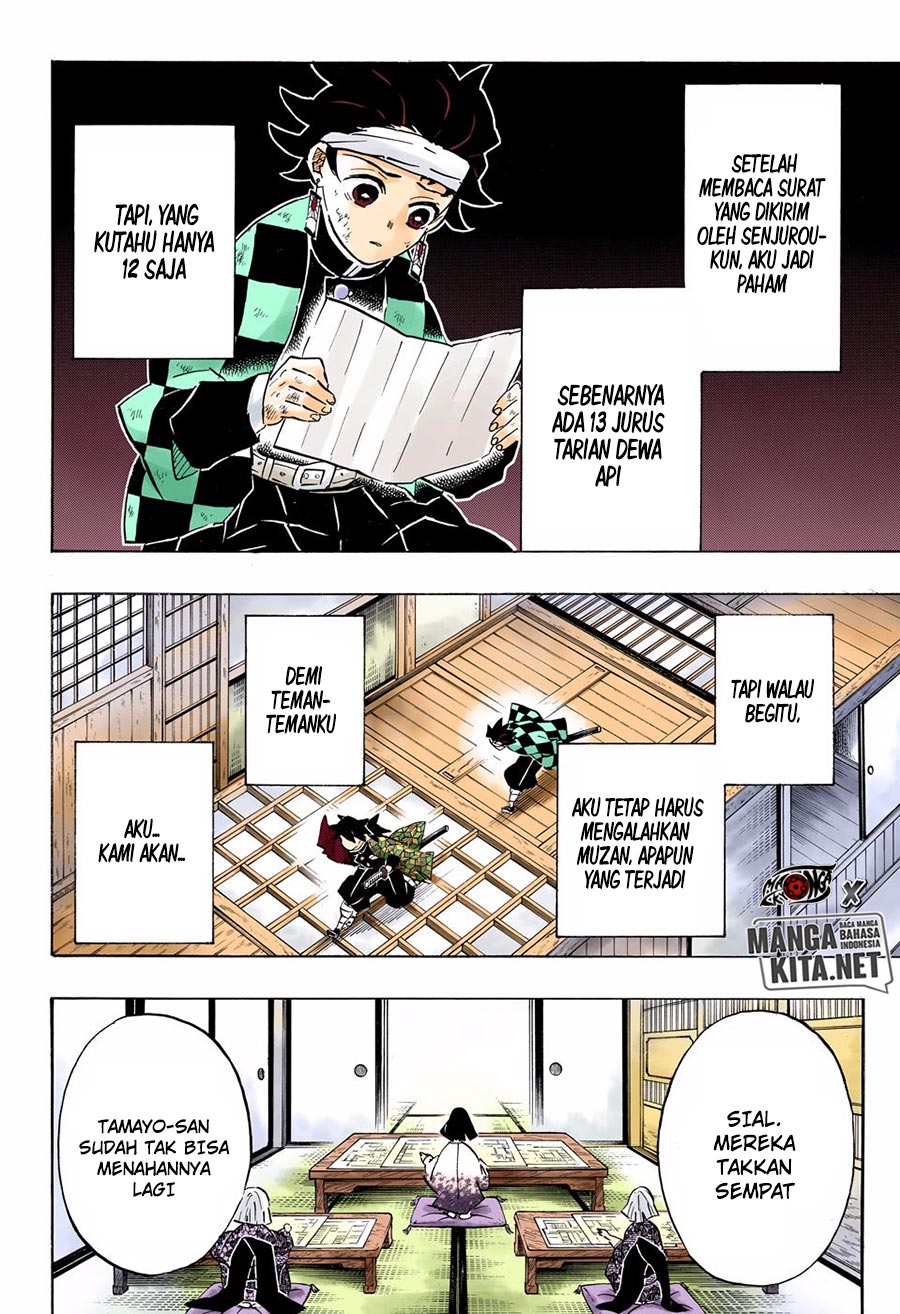 SETELAH
MEMBACA SURAT
YANG DIKIRIM
OLEH SENJUROU-
KUN, AKU JADI
PAHAM
SEBENARNYA
ADA 13 JURUS
TARIAN DEWA
API
TAPI, YANG
KUTAHU HANYA
12 SAJA
TAPI WALAU
BEGITU,
AKU TETAP HARUS
MENGALAHKAN
MUZAN, APAPUN
YANG TERJADI
DEMI
TEMAN-
TEMANKU
AKU...
KAMI AKAN...
X
MANGA
BACA MANGA
BAHASA
INDONESIA
KITA.NET
SIAL.
MEREKA
TAKKAN
SEMPAT
TAMAYO-SAN
SUDAH TAK BISA
MENAHANNYA
LAGI